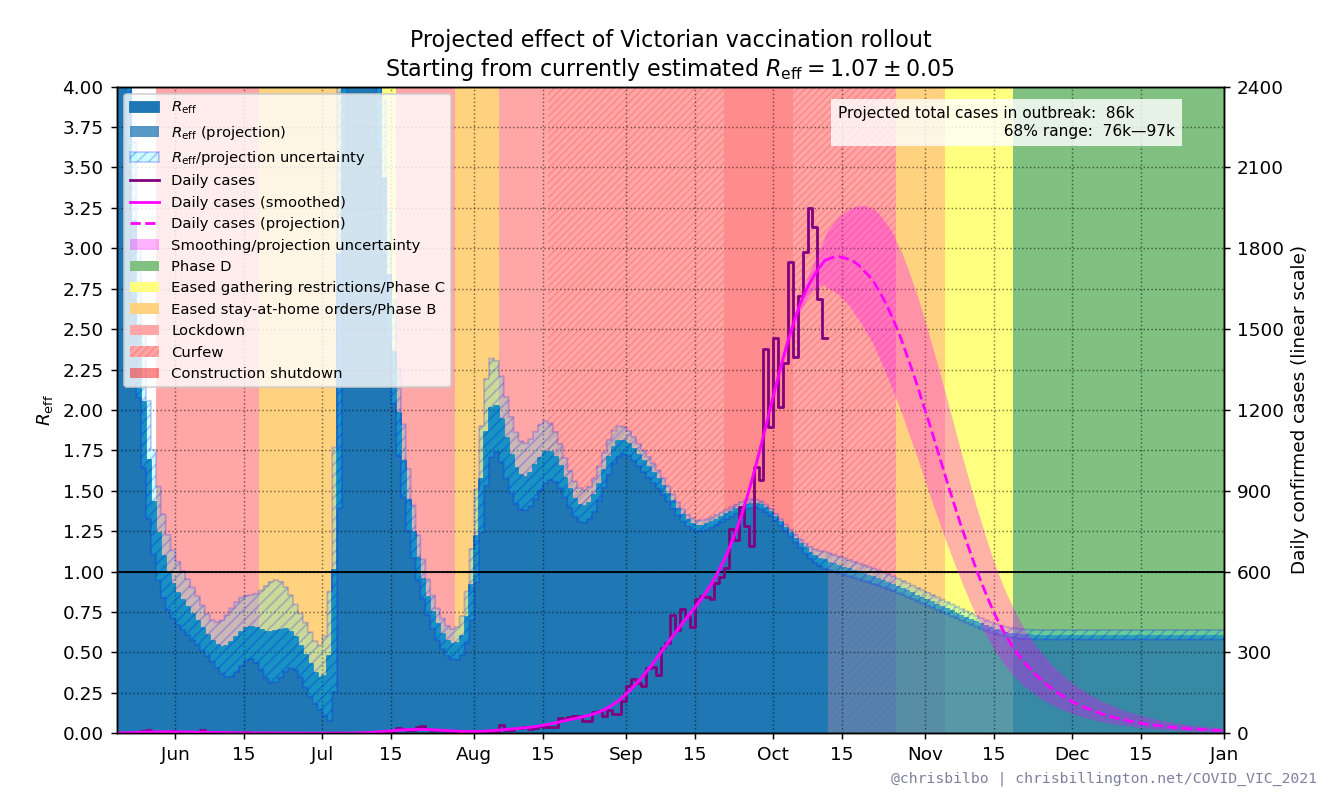 Projected effect of Victorian vaccination rollout
Starting from currently estimated R_eff = 1.07 ± 0.05
4.00
3.75
3.50
3.25
3.00
2.75
2.50
2.25
2.00
1.75
1.50
1.25
1.00
0.75
0.50
0.25
0.00
R_eff
R_eff
R_eff (projection)
R_eff/projection uncertainty
Daily cases
Daily cases (smoothed)
Daily cases (projection)
Smoothing/projection uncertainty
Phase D
Eased gathering restrictions/Phase C
Eased stay-at-home orders/Phase B
Lockdown
Curfew
Construction shutdown
Projected total cases in outbreak: 86k
68% range: 76k—97k
2400
2100
1800
1500
1200
900
600
300
0
Daily confirmed cases (linear scale)
Jun 15 Jul 15 Aug 15 Sep 15 Oct 15 Nov 15 Dec 15 Jan
@chrisbilbo | chrisbillington.net/COVID_VIC_2021